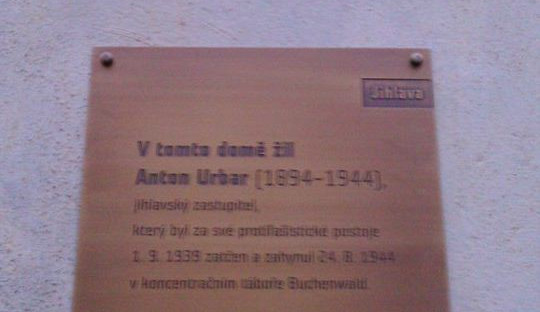 Jihlava
V tomto domě žil
Anton Urbar (1894-1944),
jihlavský zastupitel,
který byl za své protifašistické postoje
1. 9. 1939 zatčen a zahynul 24. 8. 1944
v koncentračním táboře Buchenwald.